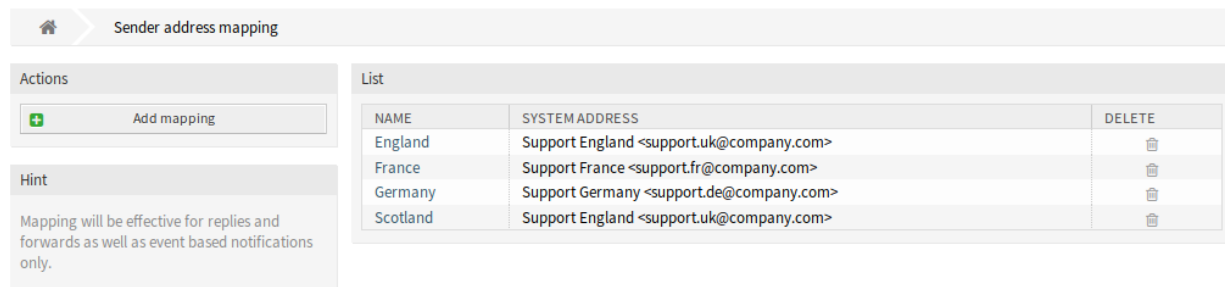 Sender address mapping
Actions
Add mapping
Hint
Mapping will be effective for replies and
forwards as well as event based notifications
only.
List
NAME SYSTEM ADDRESS DELETE
England Support England <support.uk@company.com>
France Support France <support.fr@company.com>
Germany Support Germany <support.de@company.com>
Scotland Support England <support.uk@company.com>